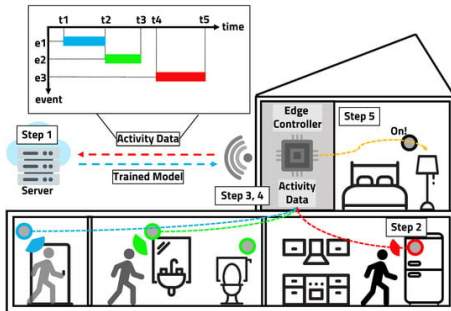 t1 t2 t3 t4 t5 time
e1
e2
e3
event
Step 1
Activity Data
Trained Model
Server
Edge
Controller
Step 5
On!
Step 3, 4
Activity
Data
Step 2